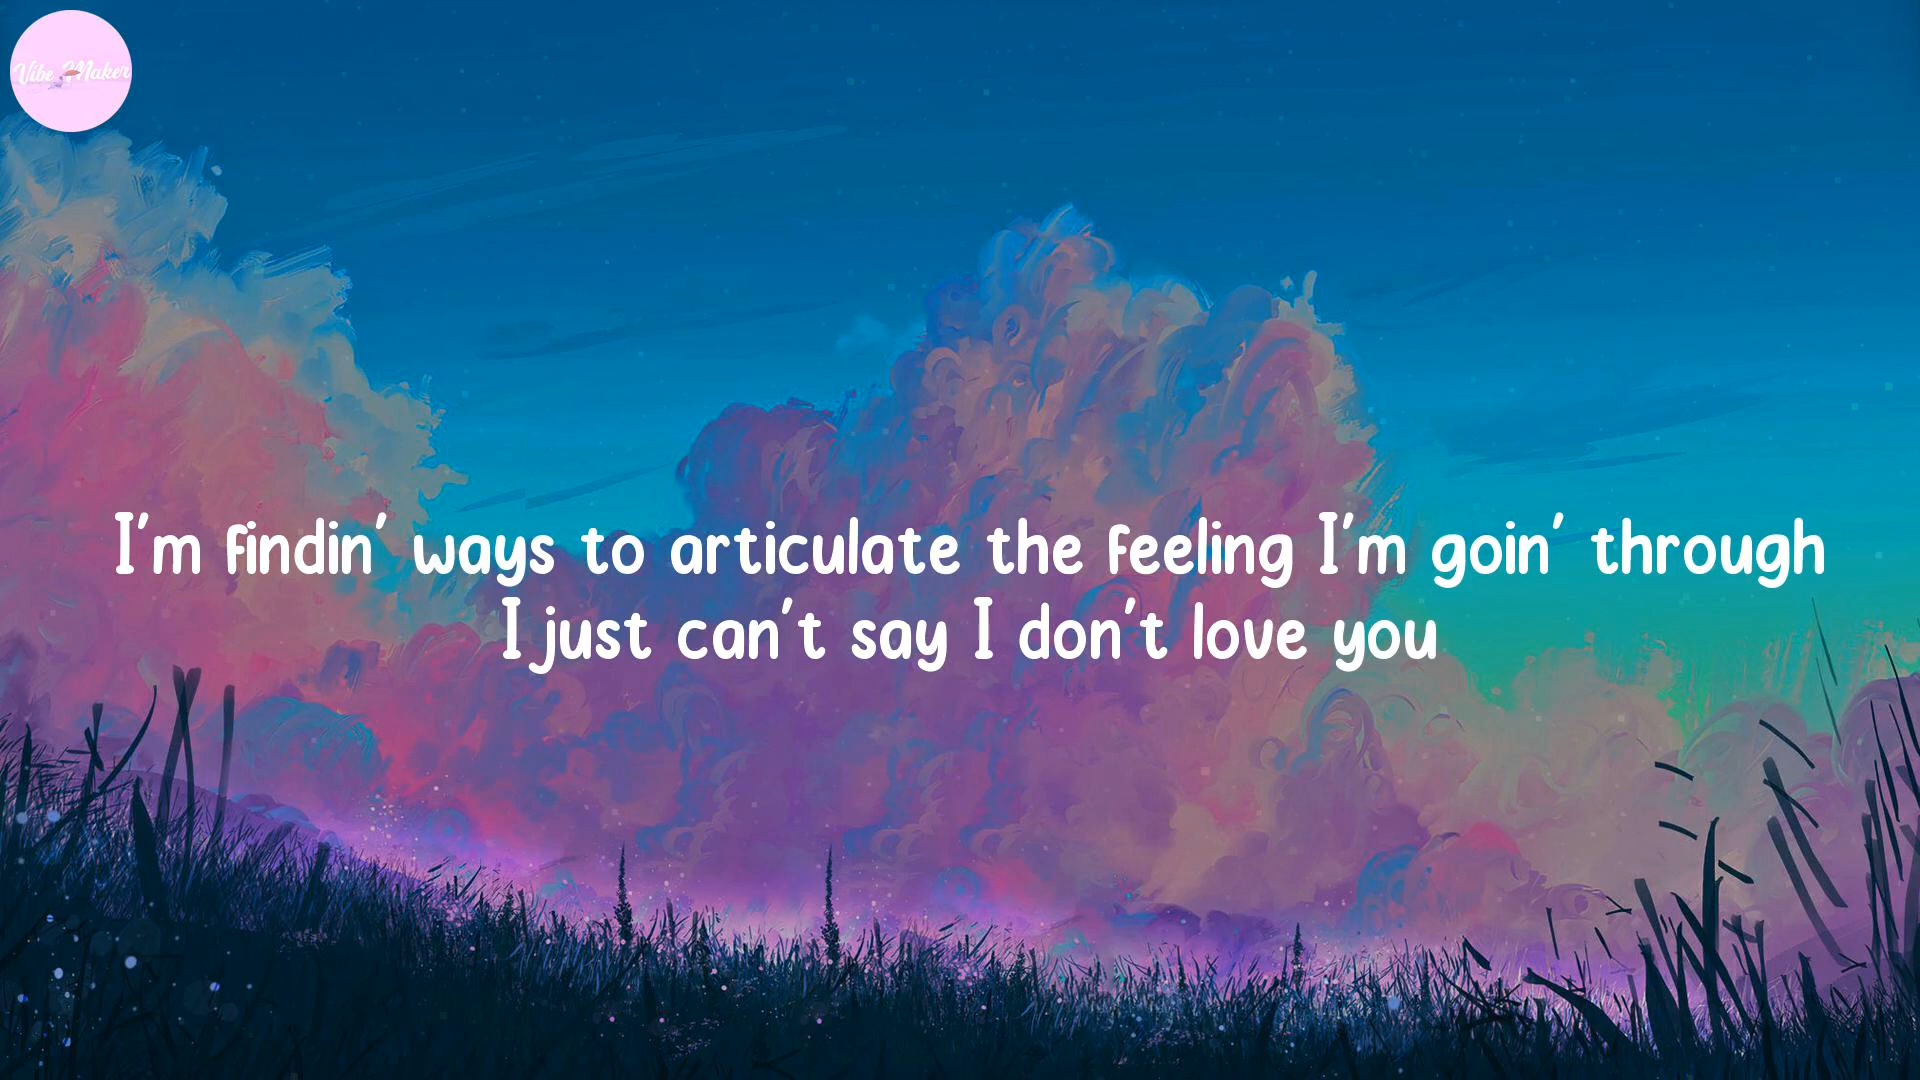 Vibe Maker
I'm findin' ways to articulate the feeling I'm goin' through
I just can't say I don't love you